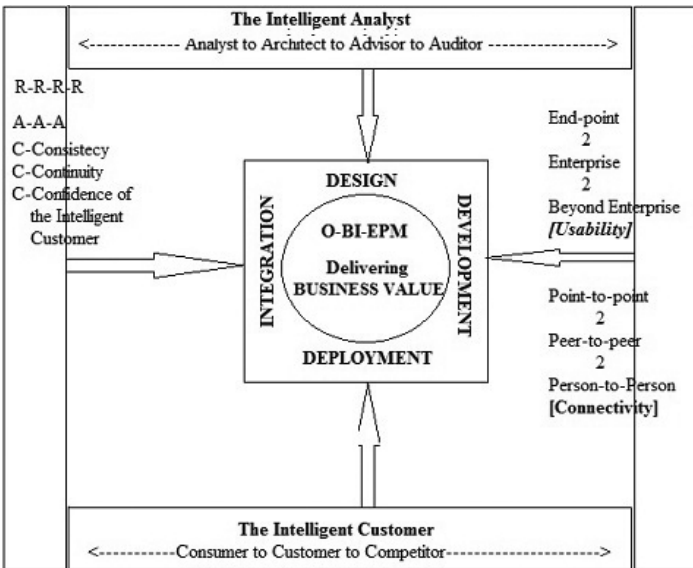 The Intelligent Analyst
<------------- Analyst to Architect to Advisor to Auditor ------------->
R-R-R-R
A-A-A
C-Consistecy
C-Continuity
C-Confidence of
the Intelligent
Customer
DESIGN
INTEGRATION
O-BI-EPM
Delivering
BUSINESS VALUE
DEVELOPMENT
DEPLOYMENT
End-point
2
Enterprise
2
Beyond Enterprise
[Usability]
Point-to-point
2
Peer-to-peer
2
Person-to-Person
[Connectivity]
The Intelligent Customer
<-----------Consumer to Customer to Competitor--------------------->